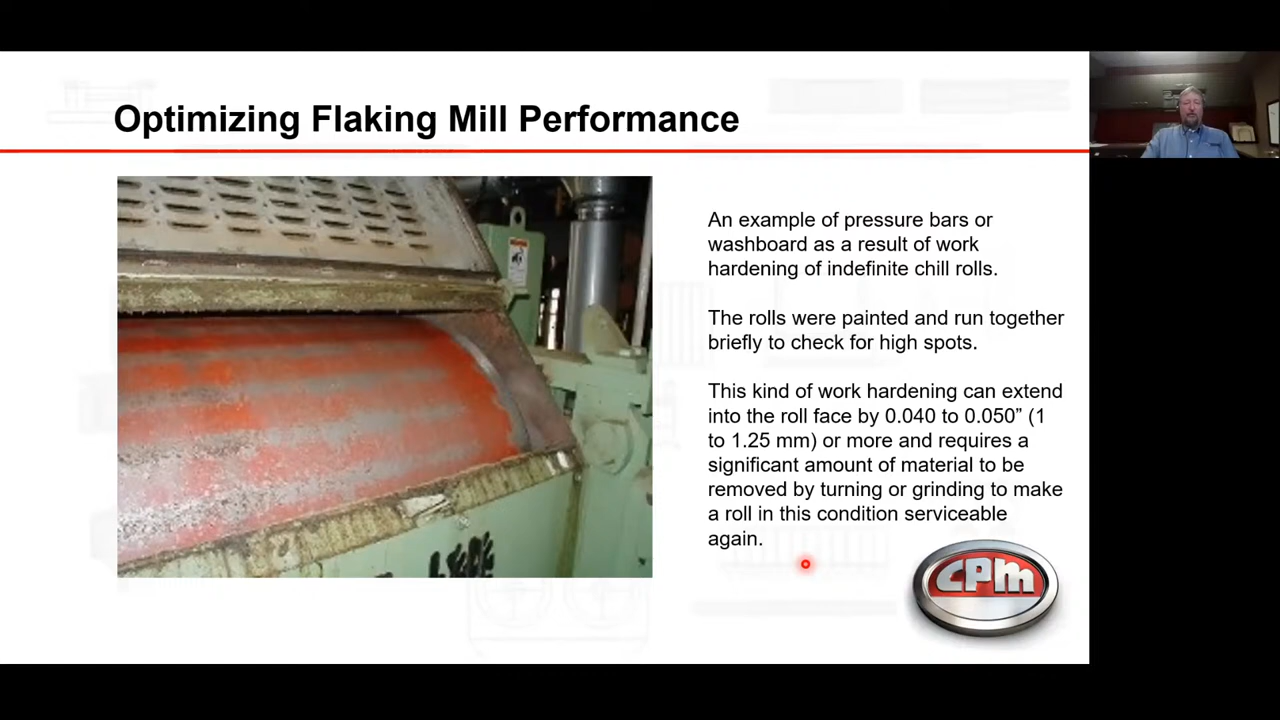 Optimizing Flaking Mill Performance
An example of pressure bars or
washboard as a result of work
hardening of indefinite chill rolls.
The rolls were painted and run together
briefly to check for high spots.
This kind of work hardening can extend
into the roll face by 0.040 to 0.050” (1
to 1.25 mm) or more and requires a
significant amount of material to be
removed by turning or grinding to make
a roll in this condition serviceable
again.
CPM